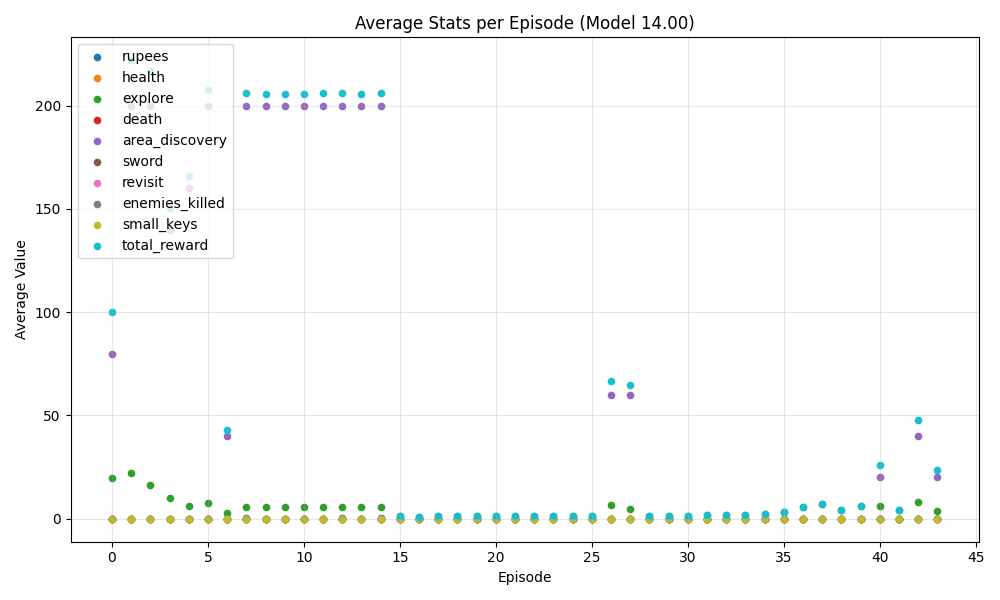 Average Stats per Episode (Model 14.00)
rupees
health
explore
death
area_discovery
sword
revisit
enemies_killed
small_keys
total_reward
Average Value
200
150
100
50
0
0 5 10 15 20 25 30 35 40 45
Episode